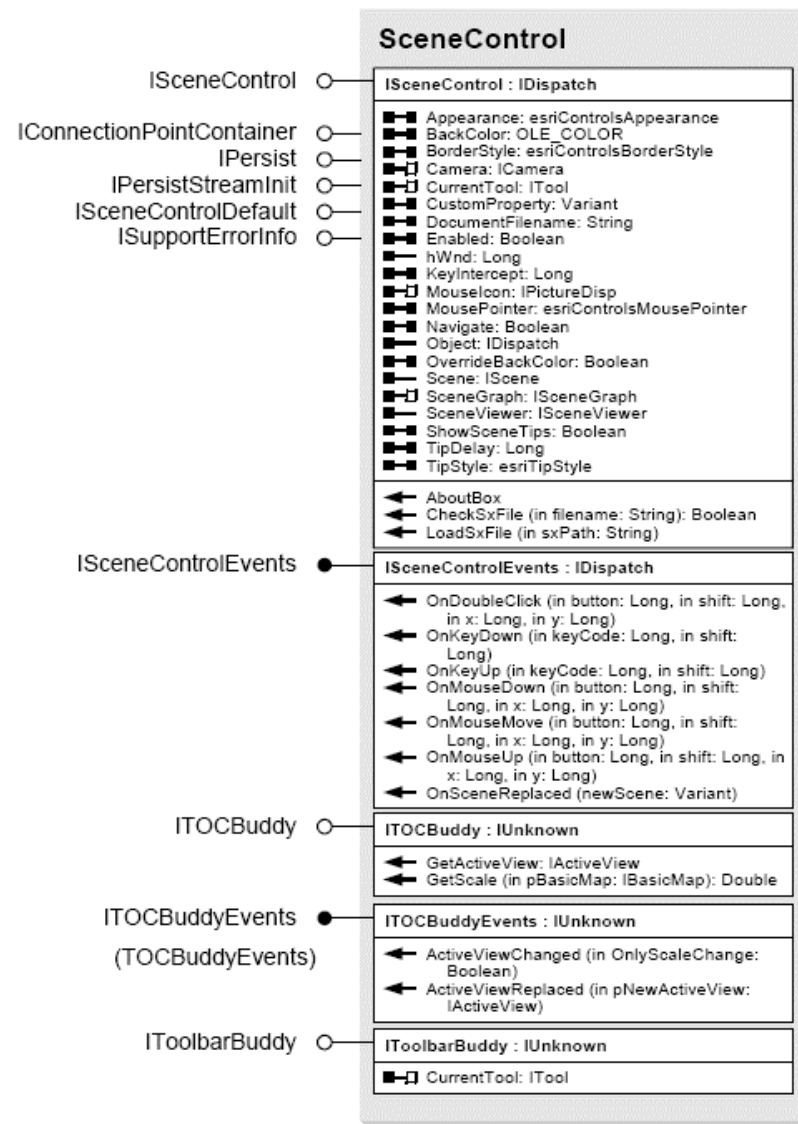 SceneControl
ISceneControl
ISceneControl : IDispatch
Appearance: esriControlsAppearance
IConnectionPointContainer
BackColor: OLE_COLOR
BorderStyle: esriControlsBorderStyle
IPersist
Camera: ICamera
IPersistStreamInit
CurrentTool: ITool
CustomProperty: Variant
ISceneControlDefault
DocumentFilename: String
ISupportErrorInfo
Enabled: Boolean
hWnd: Long
KeyIntercept: Long
MouseIcon: IPictureDisp
MousePointer: esriControlsMousePointer
Navigate: Boolean
Object: IDispatch
OverrideBackColor: Boolean
Scene: IScene
SceneGraph: ISceneGraph
SceneViewer: ISceneViewer
ShowSceneTips: Boolean
TipDelay: Long
TipStyle: esriTipStyle
AboutBox
CheckSxFile (in filename: String): Boolean
LoadSxFile (in sxPath: String)
ISceneControlEvents
ISceneControlEvents : IDispatch
OnDoubleClick (in button: Long, in shift: Long,
in x: Long, in y: Long)
OnKeyDown (in keyCode: Long, in shift:
Long)
OnKeyUp (in keyCode: Long, in shift: Long)
OnMouseDown (in button: Long, in shift:
Long, in x: Long, in y: Long)
OnMouseMove (in button: Long, in shift:
Long, in x: Long, in y: Long)
OnMouseUp (in button: Long, in shift: Long, in
x: Long, in y: Long)
OnSceneReplaced (newScene: Variant)
ITOCBuddy
ITOCBuddy : IUnknown
GetActiveView: IActiveView
GetScale (in pBasicMap: IBasicMap): Double
ITOCBuddyEvents
ITOCBuddyEvents : IUnknown
(TOCBuddyEvents)
ActiveViewChanged (in OnlyScaleChange:
Boolean)
ActiveViewReplaced (in pNewActiveView:
IActiveView)
IToolbarBuddy
IToolbarBuddy : IUnknown
CurrentTool: ITool